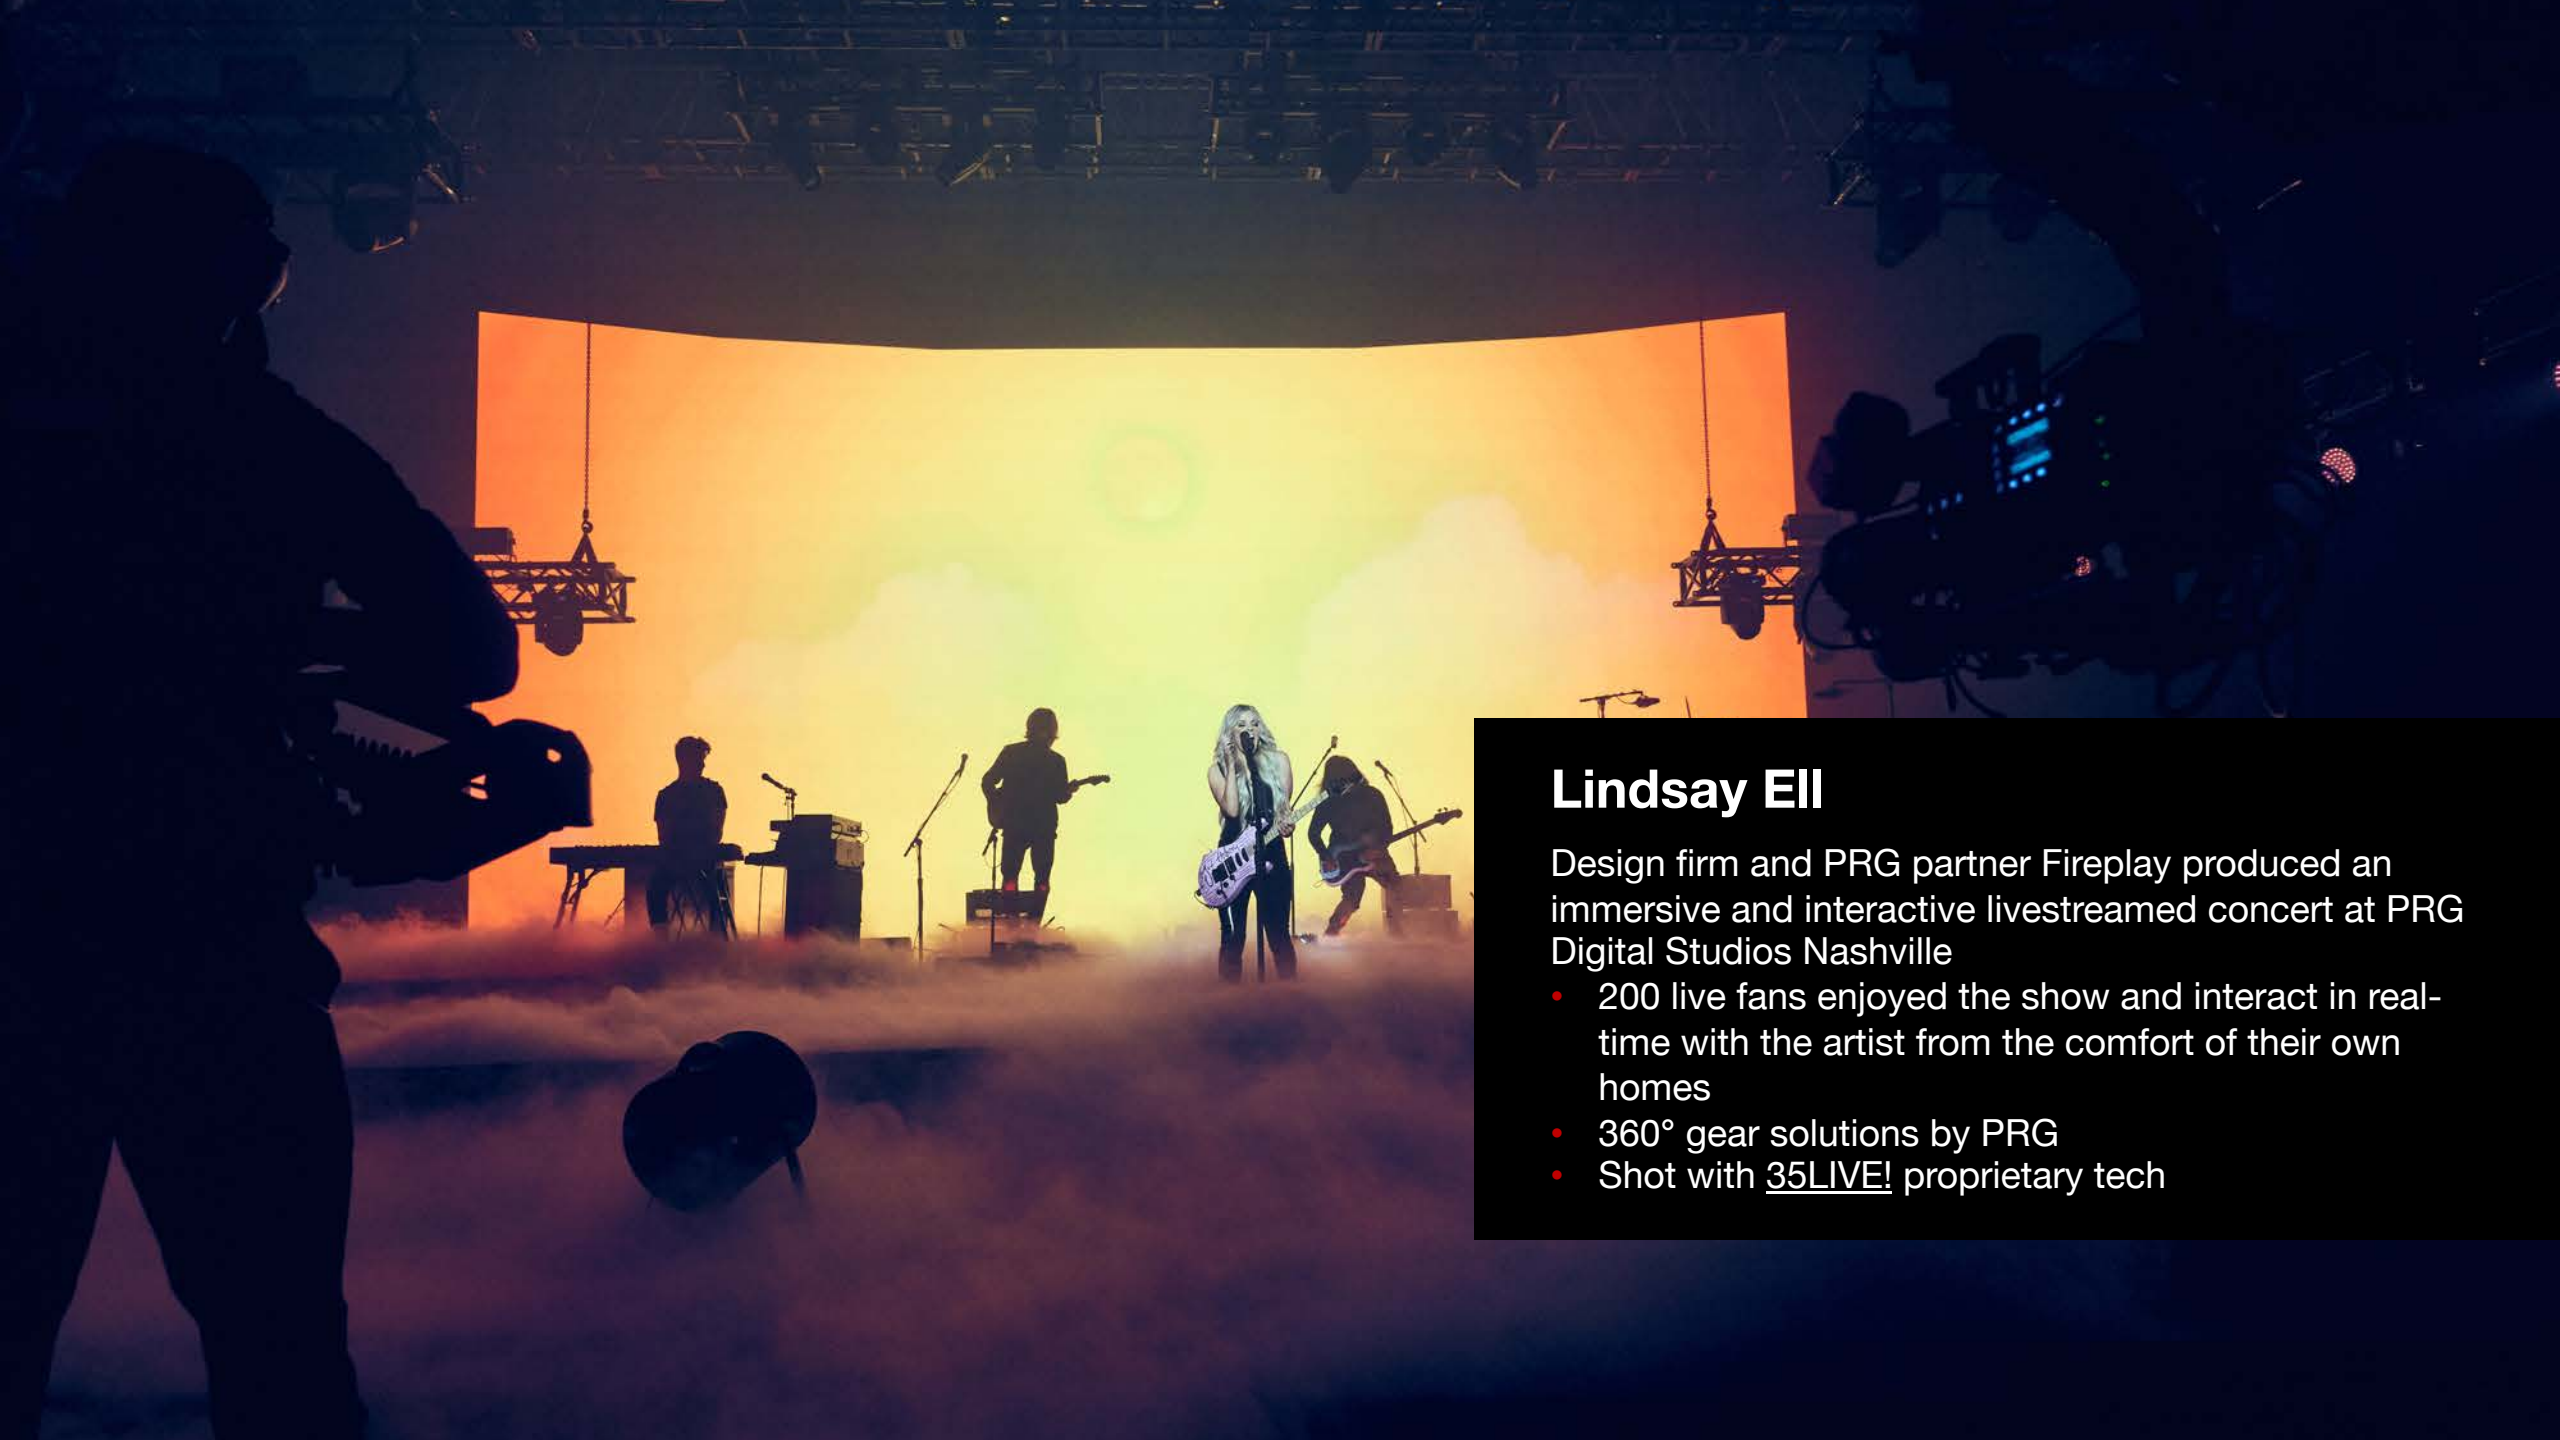 Lindsay Ell
Design firm and PRG partner Fireplay produced an
immersive and interactive livestreamed concert at PRG
Digital Studios Nashville
• 200 live fans enjoyed the show and interact in real-
time with the artist from the comfort of their own
homes
• 360° gear solutions by PRG
• Shot with 35LIVE! proprietary tech